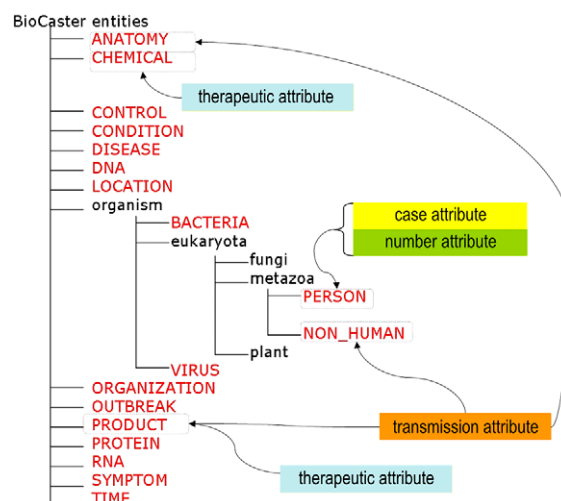 BioCaster entities
ANATOMY
CHEMICAL
therapeutic attribute
CONTROL
CONDITION
DISEASE
DNA
LOCATION
organism
BACTERIA
eukaryota
fungi
metazoa
PERSON
NON_HUMAN
plant
VIRUS
case attribute
number attribute
ORGANIZATION
OUTBREAK
PRODUCT
PROTEIN
RNA
SYMPTOM
TIME
transmission attribute
therapeutic attribute